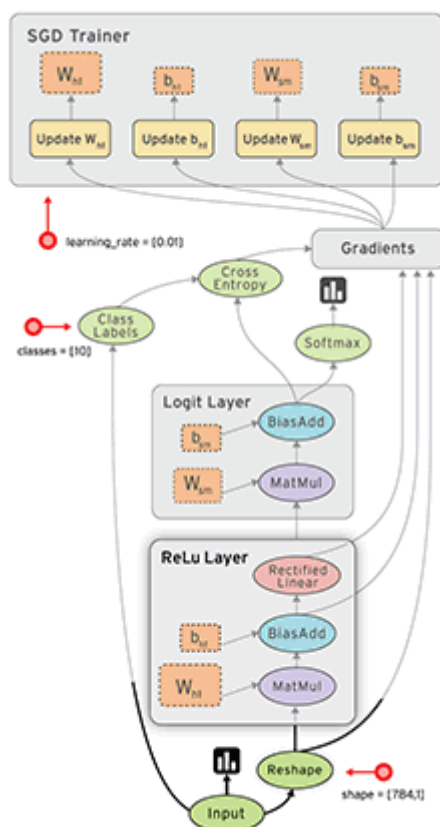 SGD Trainer
W_hl
b_hl
W_sm
b_sm
Update W_hl
Update b_hl
Update W_sm
Update b_sm
learning_rate = [0.01]
Gradients
Cross
Entropy
Class
Labels
classes = [10]
Softmax
Logit Layer
BiasAdd
b_sm
W_sm
MatMul
ReLu Layer
Rectified
Linear
BiasAdd
b_hl
W_hl
MatMul
Reshape
shape = [784,1]
Input